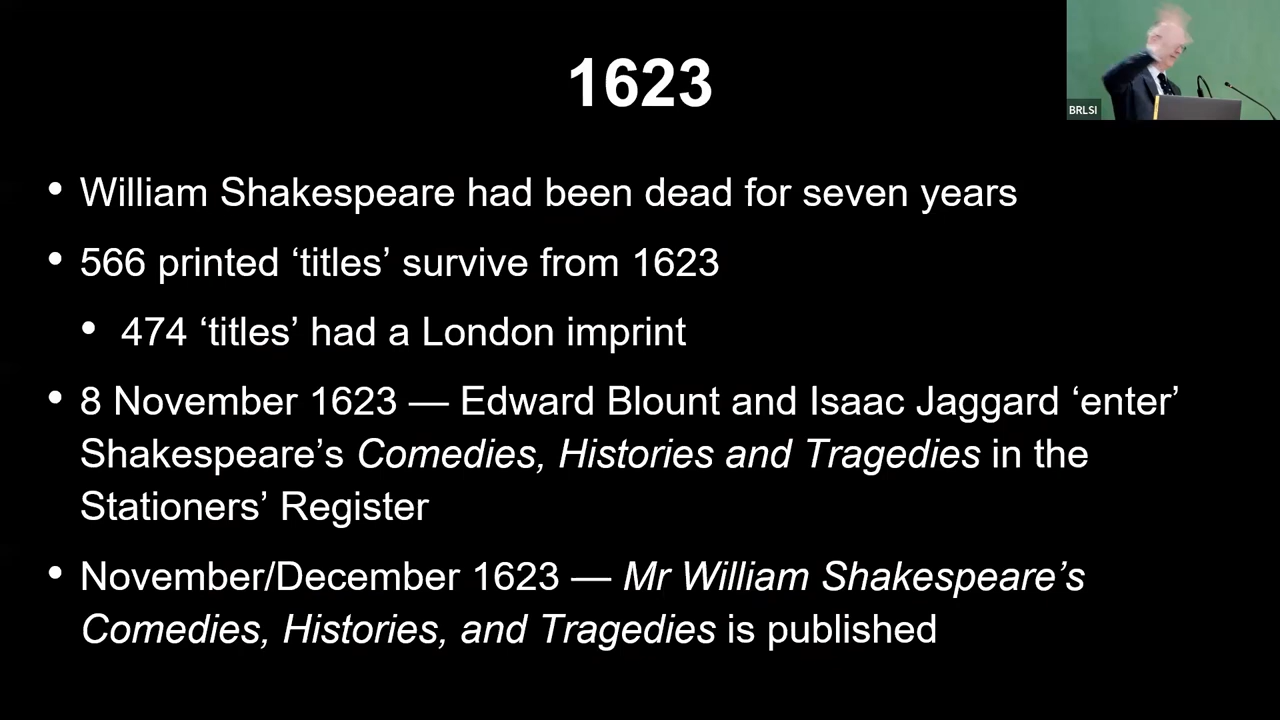 1623
BRLSI
• William Shakespeare had been dead for seven years
• 566 printed ‘titles’ survive from 1623
• 474 ‘titles’ had a London imprint
• 8 November 1623 — Edward Blount and Isaac Jaggard ‘enter’
Shakespeare’s Comedies, Histories and Tragedies in the
Stationers’ Register
• November/December 1623 — Mr William Shakespeare’s
Comedies, Histories, and Tragedies is published